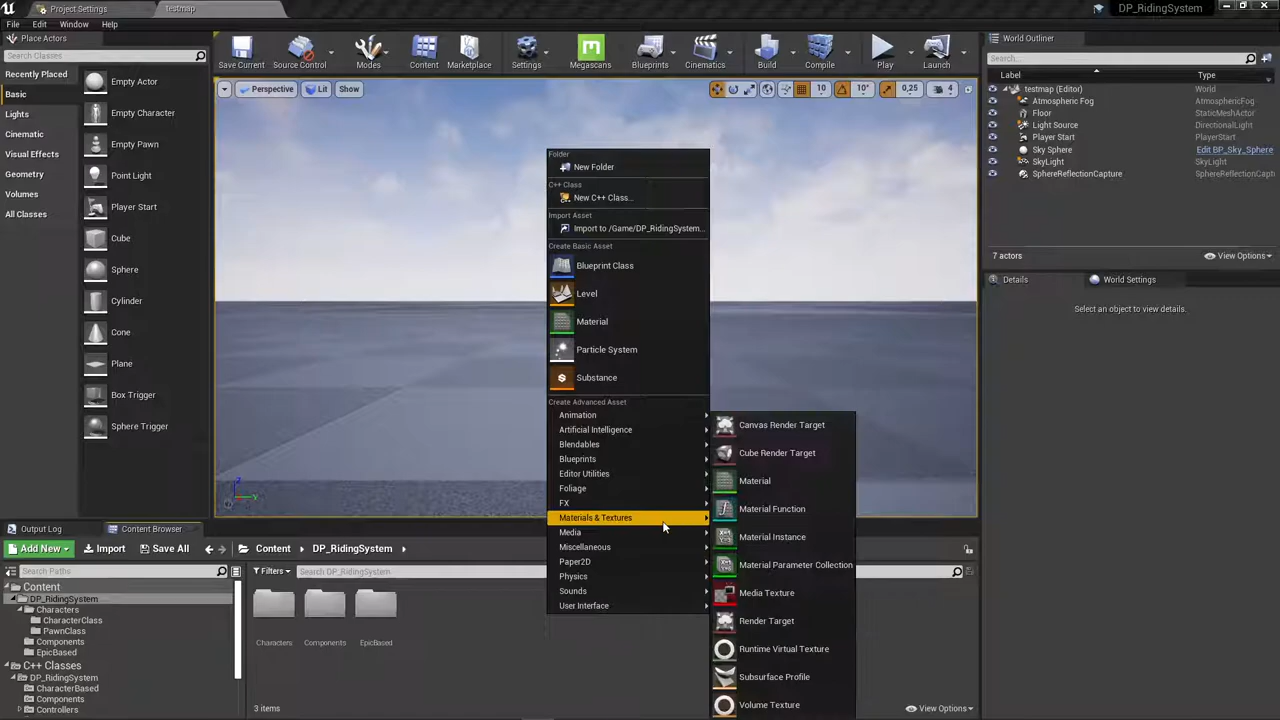 Project Settings
Testmap
DP_RidingSystem
File Edit Window Help
Place Actors
Search Classes
Recently Placed
Basic
Lights
Cinematic
Visual Effects
Geometry
Volumes
All Classes
Empty Actor
Empty Character
Empty Pawn
Point Light
Player Start
Cube
Sphere
Cylinder
Cone
Plane
Box Trigger
Sphere Trigger
Save Current
Source Control
Modes
Content
Marketplace
Settings
Megascans
Blueprints
Cinematics
Build
Compile
Play
Launch
Perspective
Lit
Show
10
10°
0,25
4
Folder
New Folder
C++ Class
New C++ Class...
Import Asset
Import to /Game/DP_RidingSystem...
Create Basic Asset
Blueprint Class
Level
Material
Particle System
Substance
Create Advanced Asset
Animation
Artificial Intelligence
Blendables
Blueprints
Editor Utilities
Foliage
FX
Materials & Textures
Media
Miscellaneous
Paper2D
Physics
Sounds
User Interface
Canvas Render Target
Cube Render Target
Material
Material Function
Material Instance
Material Parameter Collection
Media Texture
Render Target
Runtime Virtual Texture
Subsurface Profile
Volume Texture
World Outliner
Search...
Label Type
Testmap (Editor) World
Atmospheric Fog AtmosphericFog
Floor StaticMeshActor
Light Source DirectionalLight
Player Start PlayerStart
Sky Sphere Edit BP_Sky_Sphere
SkyLight SkyLight
SphereReflectionCapture SphereReflectionCapt
7 actors
View Options
Details
World Settings
Select an object to view details.
Output Log
Content Browser
Add New
Import
Save All
Content
DP_RidingSystem
Search Paths
Filters
Search DP_RidingSystem
Content
DP_RidingSystem
Characters
CharacterClass
PawnClass
Components
EpicBased
C++ Classes
DP_RidingSystem
CharacterBased
Components
Controllers
Characters
Components
EpicBased
3 items
View Options